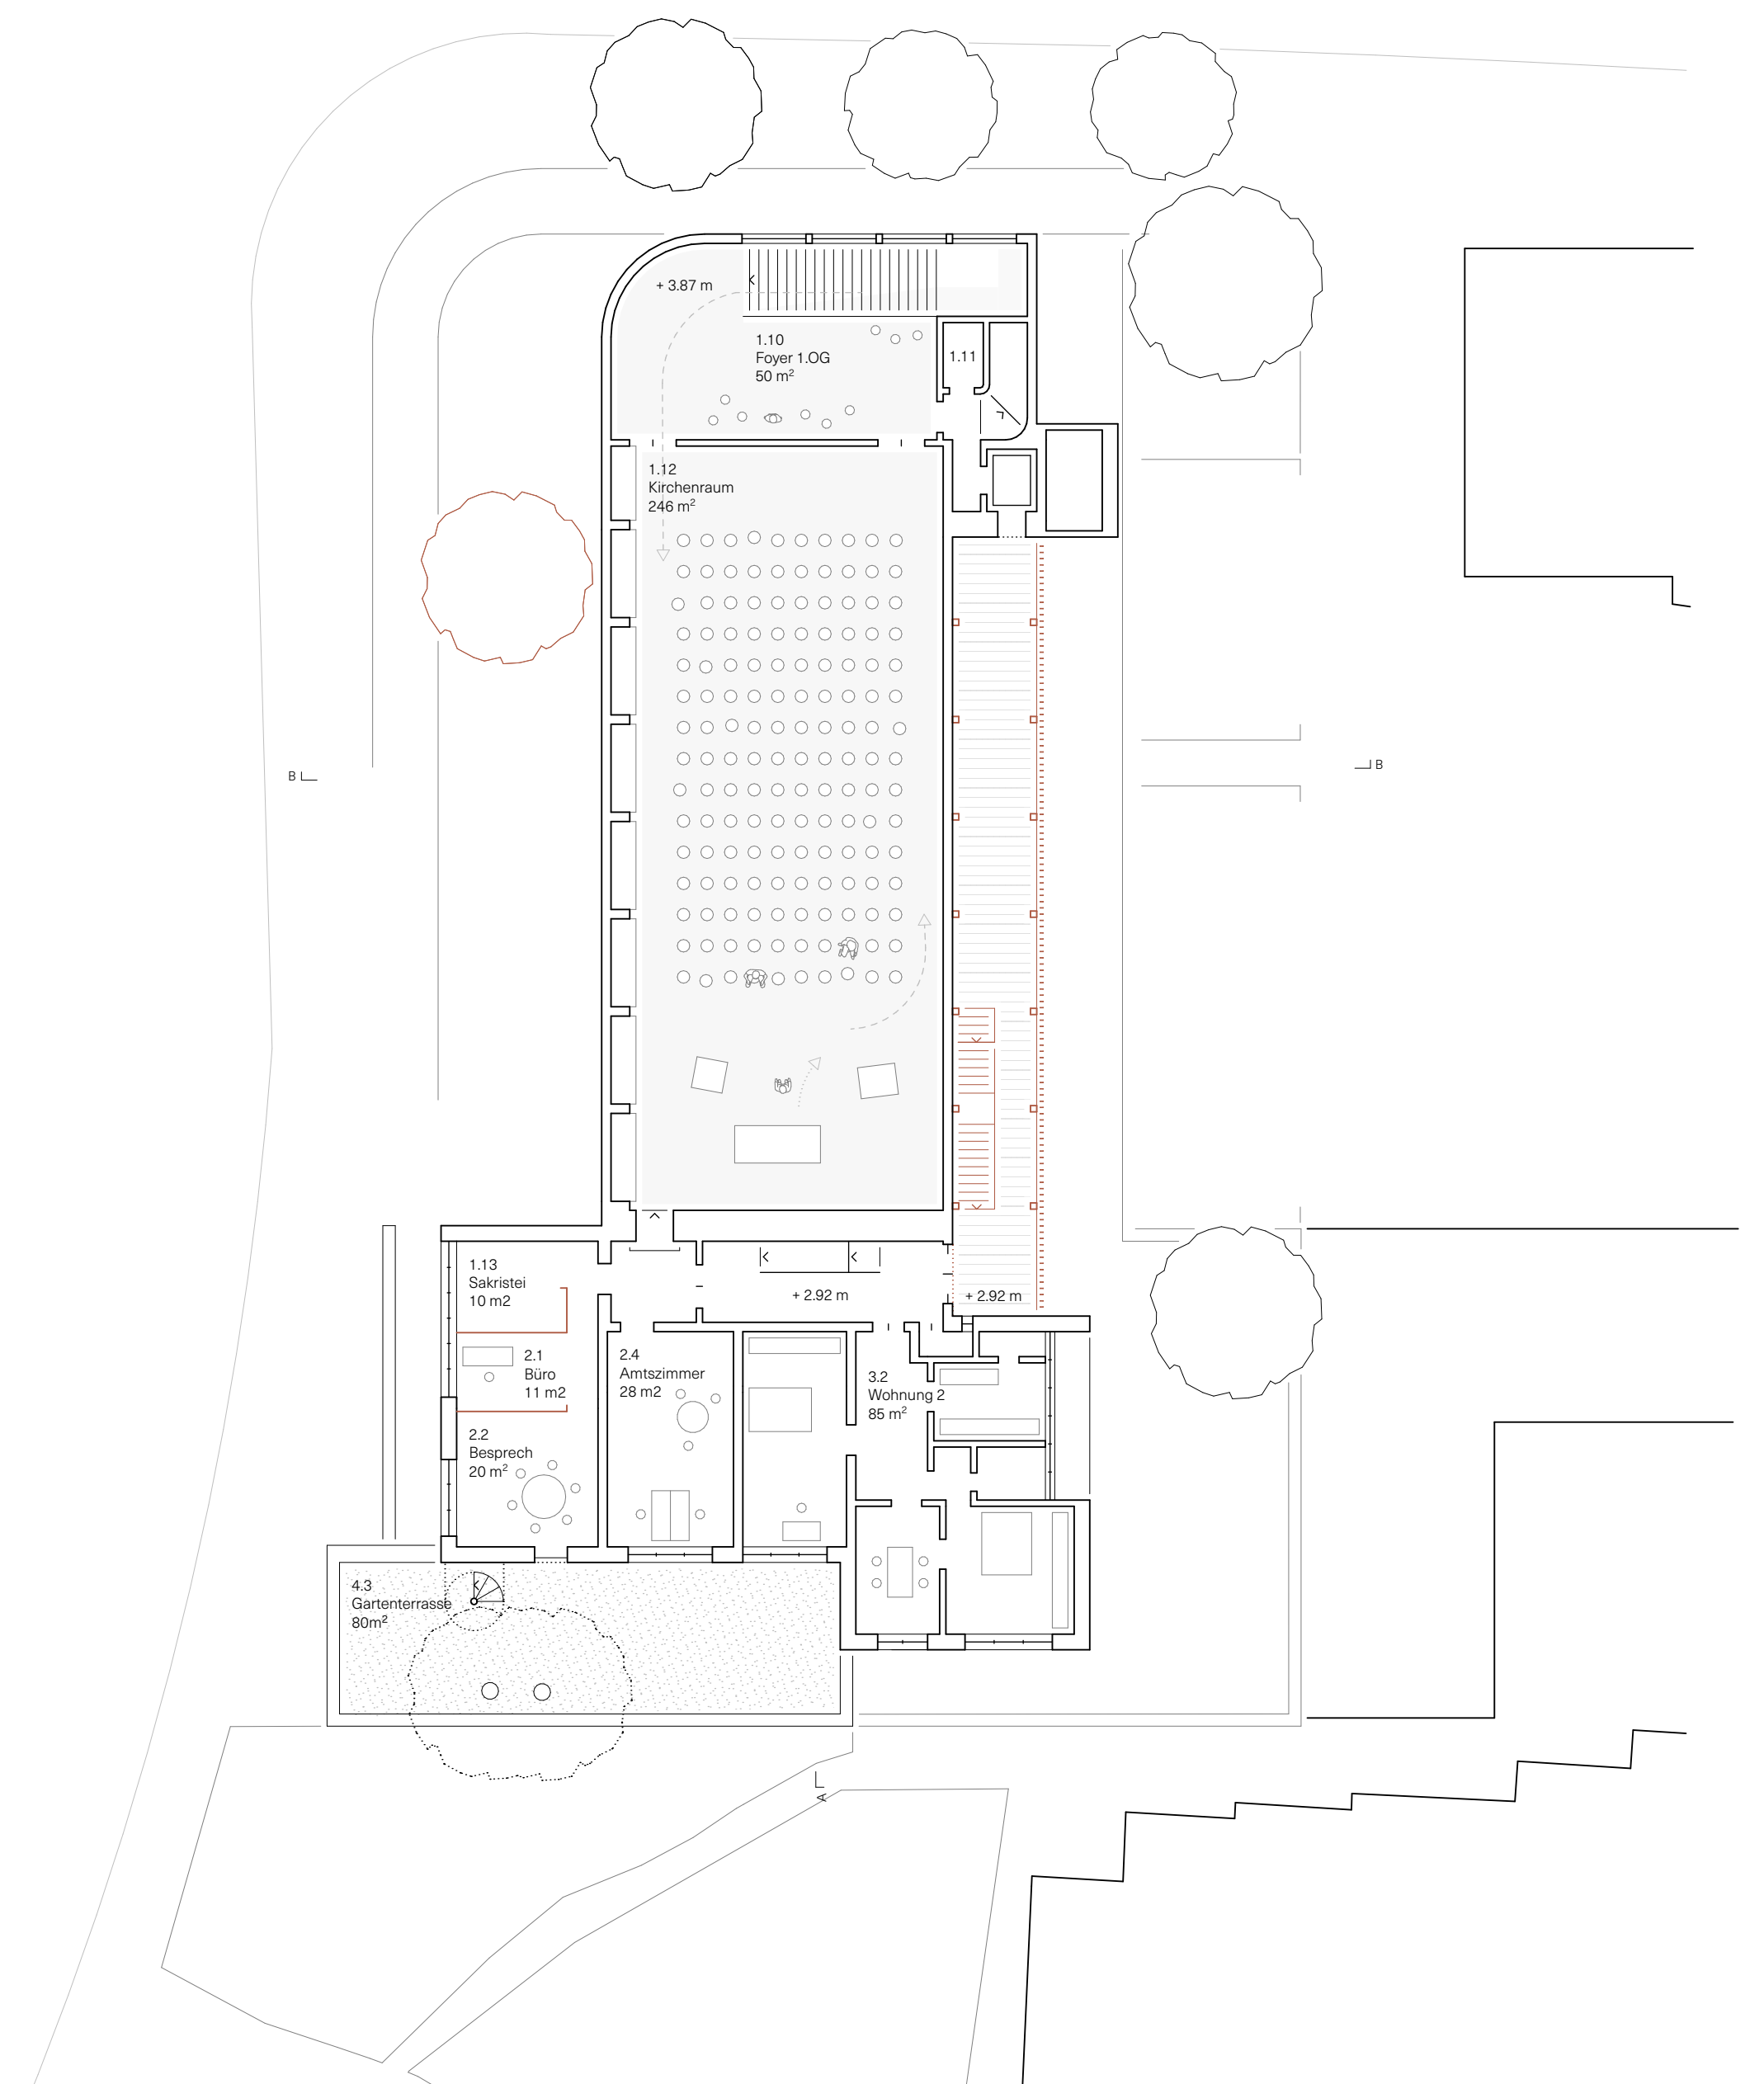 + 3.87 m
1.10
Foyer 1.OG
50 m²
1.11
1.12
Kirchenraum
246 m²
B
B
1.13
Sakristei
10 m2
+ 2.92 m
+ 2.92 m
2.1
Büro
11 m2
2.4
Amtszimmer
28 m2
3.2
Wohnung 2
85 m²
2.2
Besprech
20 m²
4.3
Gartenterrasse
80m²
A